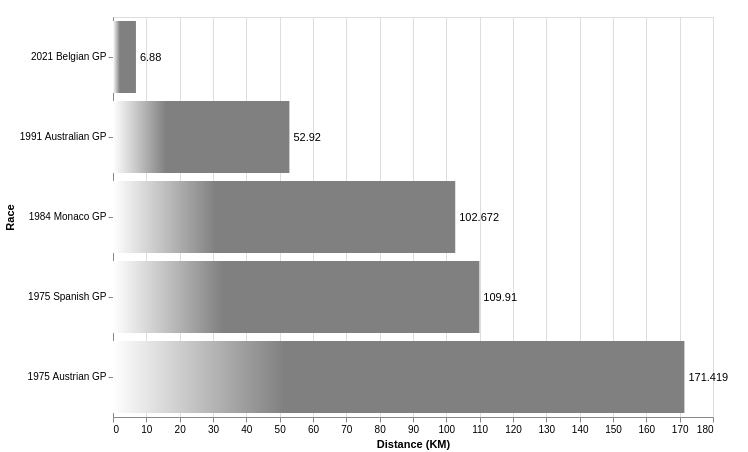 2021 Belgian GP
6.88
1991 Australian GP
52.92
1984 Monaco GP
102.672
1975 Spanish GP
109.91
1975 Austrian GP
171.419
Race
0 10 20 30 40 50 60 70 80 90 100 110 120 130 140 150 160 170 180
Distance (KM)